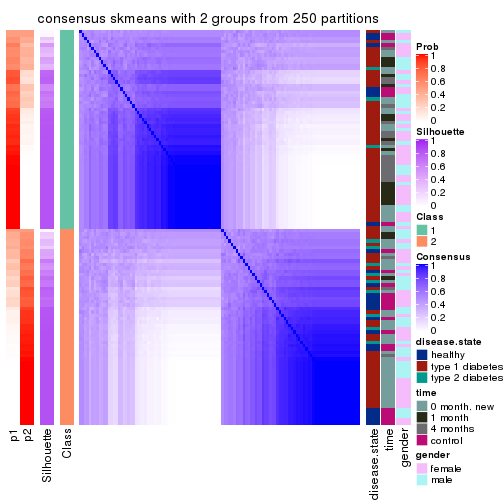 consensus skmeans with 2 groups from 250 partitions
Prob
1
0.8
0.6
0.4
0.2
0
Silhouette
1
0.8
0.6
0.4
0.2
0
Class
1
2
Consensus
1
0.8
0.6
0.4
0.2
0
disease.state
healthy
type 1 diabetes
type 2 diabetes
time
0 month. new
1 month
4 months
control
gender
female
male
p1
p2
Silhouette
Class
disease.state
time
gender